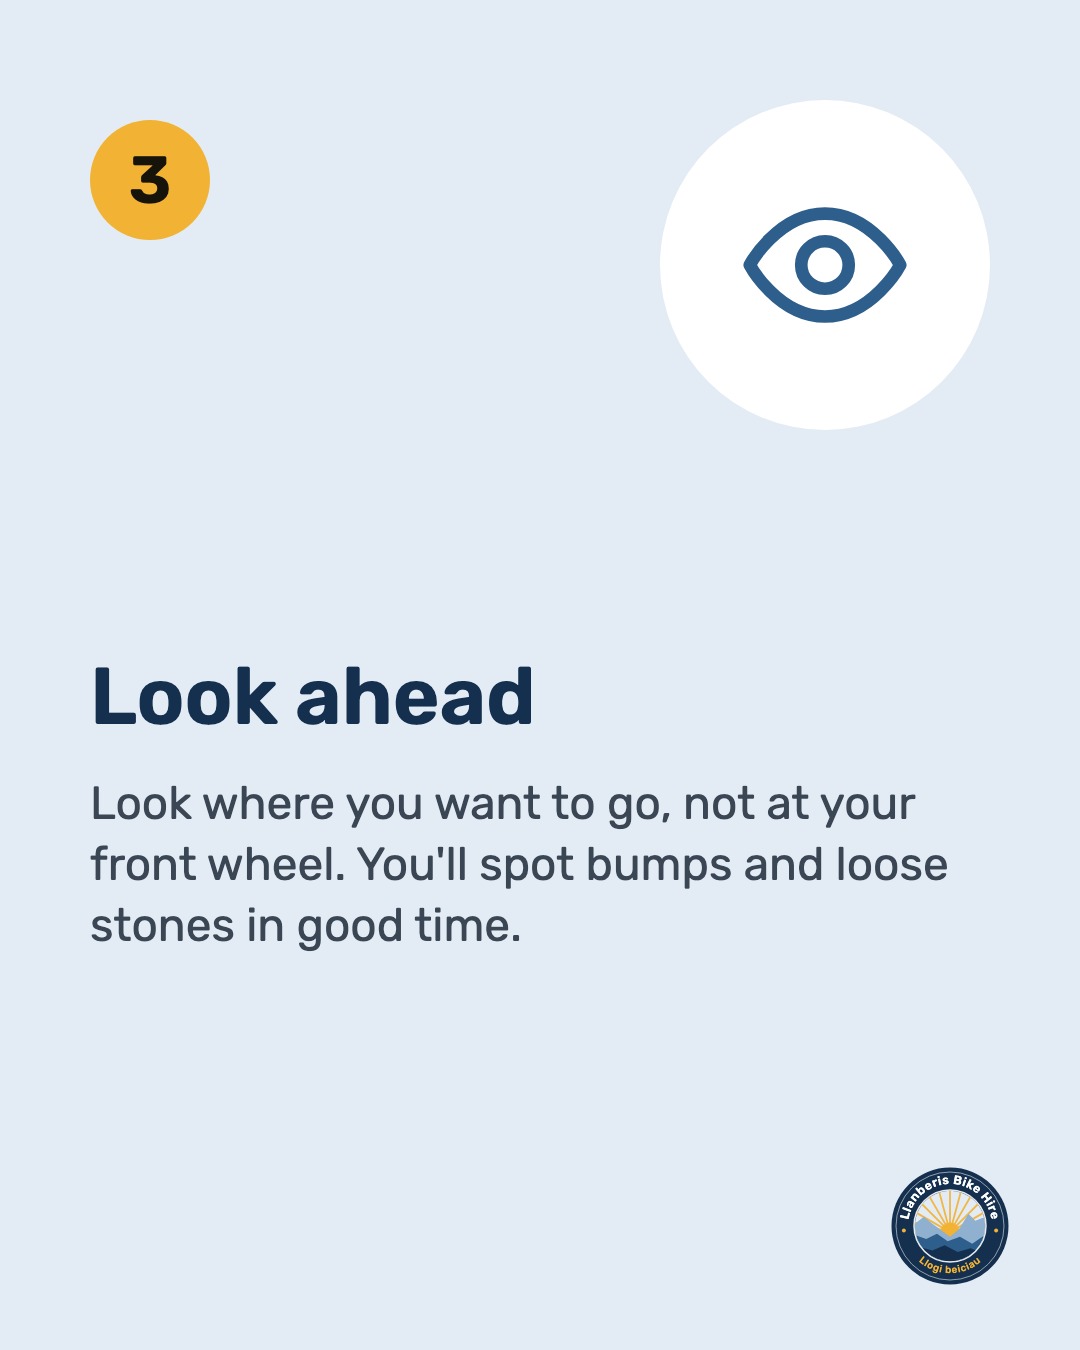 3
Look ahead
Look where you want to go, not at your
front wheel. You'll spot bumps and loose
stones in good time.
Llanberis Bike Hire
Llogi beiciau